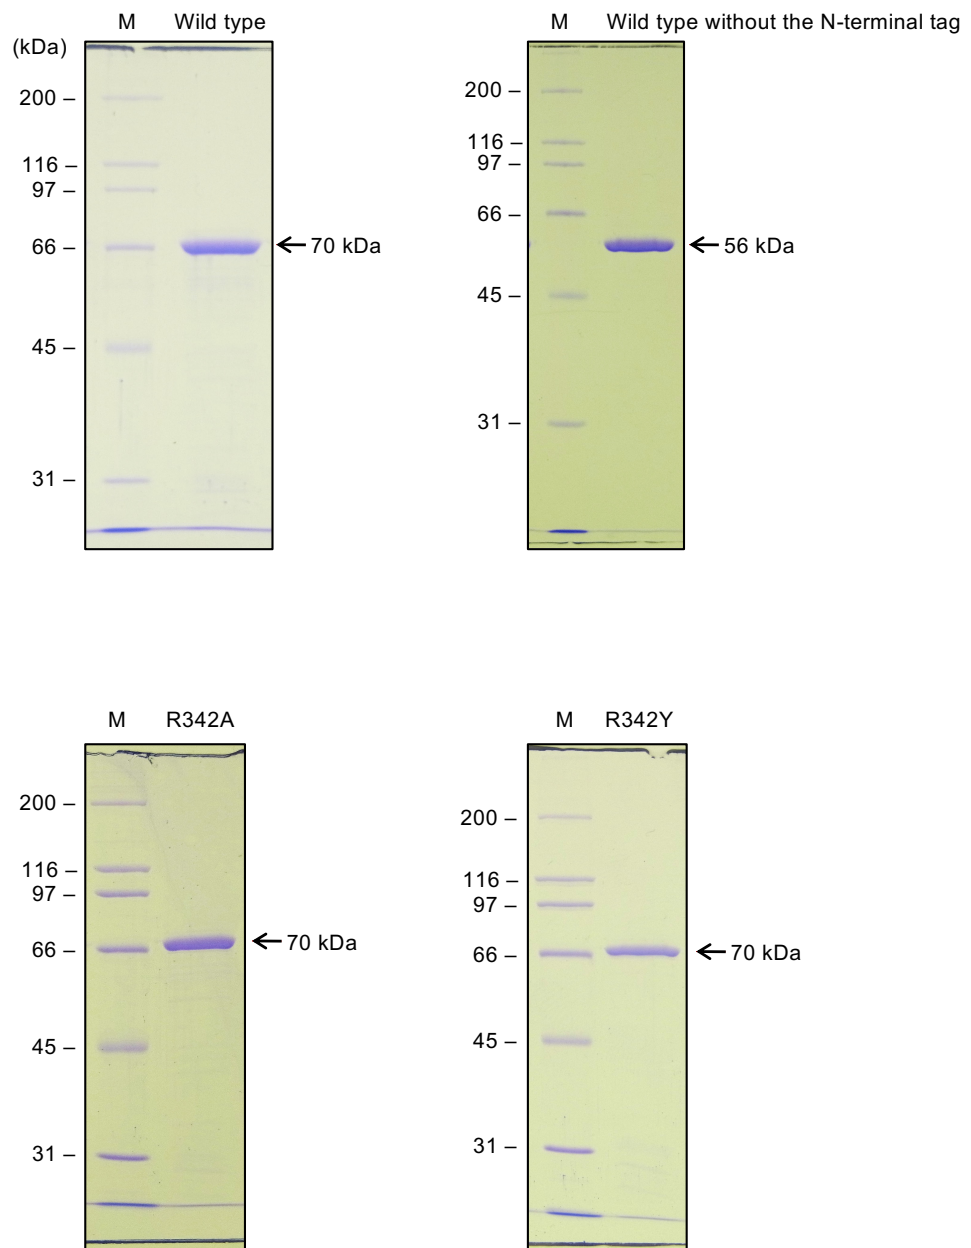 M Wild type
(kDa)
200 –
116 –
97 –
66 –
← 70 kDa
45 –
31 –
M Wild type without the N-terminal tag
200 –
116 –
97 –
66 –
← 56 kDa
45 –
31 –
M R342A
200 –
116 –
97 –
66 –
← 70 kDa
45 –
31 –
M R342Y
200 –
116 –
97 –
66 –
← 70 kDa
45 –
31 –